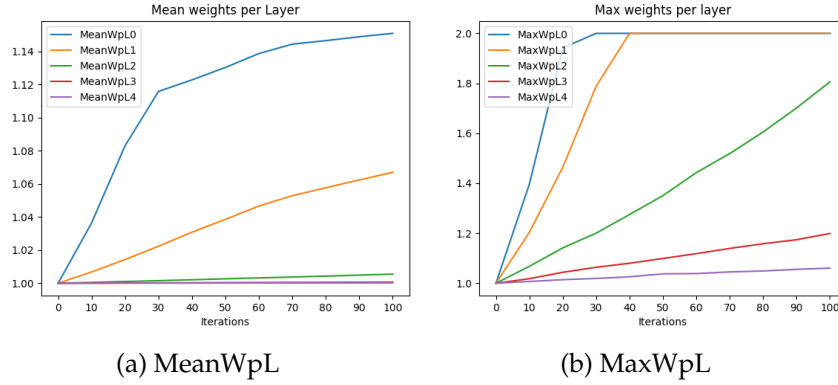 Mean weights per Layer
MeanWpL0
MeanWpL1
MeanWpL2
MeanWpL3
MeanWpL4
1.14
1.12
1.10
1.08
1.06
1.04
1.02
1.00
0 10 20 30 40 50 60 70 80 90 100
Iterations
(a) MeanWpL
Max weights per layer
MaxWpL0
MaxWpL1
MaxWpL2
MaxWpL3
MaxWpL4
2.0
1.8
1.6
1.4
1.2
1.0
0 10 20 30 40 50 60 70 80 90 100
Iterations
(b) MaxWpL